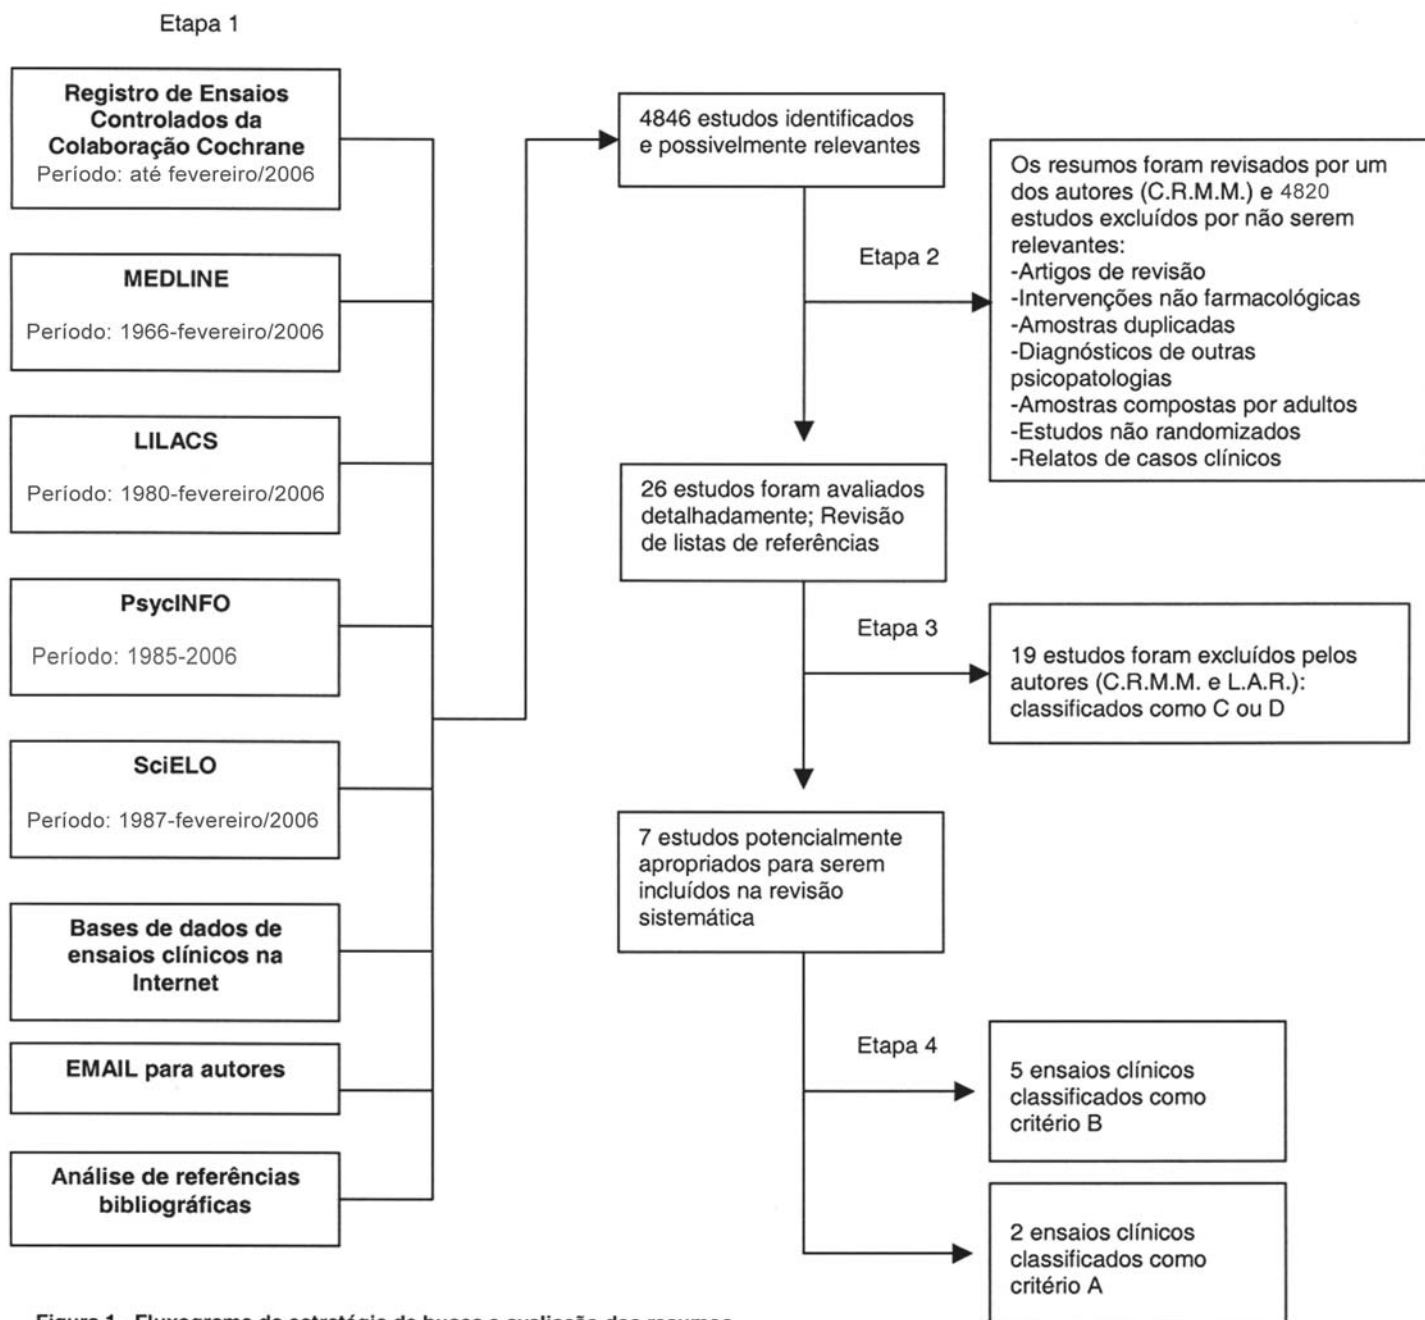 Etapa 1
Registro de Ensaios
Controlados da
Colaboração Cochrane
Período: até fevereiro/2006
MEDLINE
Período: 1966-fevereiro/2006
LILACS
Período: 1980-fevereiro/2006
PsycINFO
Período: 1985-2006
SciELO
Período: 1987-fevereiro/2006
Bases de dados de
ensaios clínicos na
Internet
EMAIL para autores
Análise de referências
bibliográficas
4846 estudos identificados
e possivelmente relevantes
Etapa 2
Os resumos foram revisados por um
dos autores (C.R.M.M.) e 4820
estudos excluídos por não serem
relevantes:
-Artigos de revisão
-Intervenções não farmacológicas
-Amostras duplicadas
-Diagnósticos de outras
psicopatologias
-Amostras compostas por adultos
-Estudos não randomizados
-Relatos de casos clínicos
26 estudos foram avaliados
detalhadamente; Revisão
de listas de referências
Etapa 3
19 estudos foram excluídos pelos
autores (C.R.M.M. e L.A.R.):
classificados como C ou D
7 estudos potencialmente
apropriados para serem
incluídos na revisão
sistemática
Etapa 4
5 ensaios clínicos
classificados como
critério B
2 ensaios clínicos
classificados como
critério A